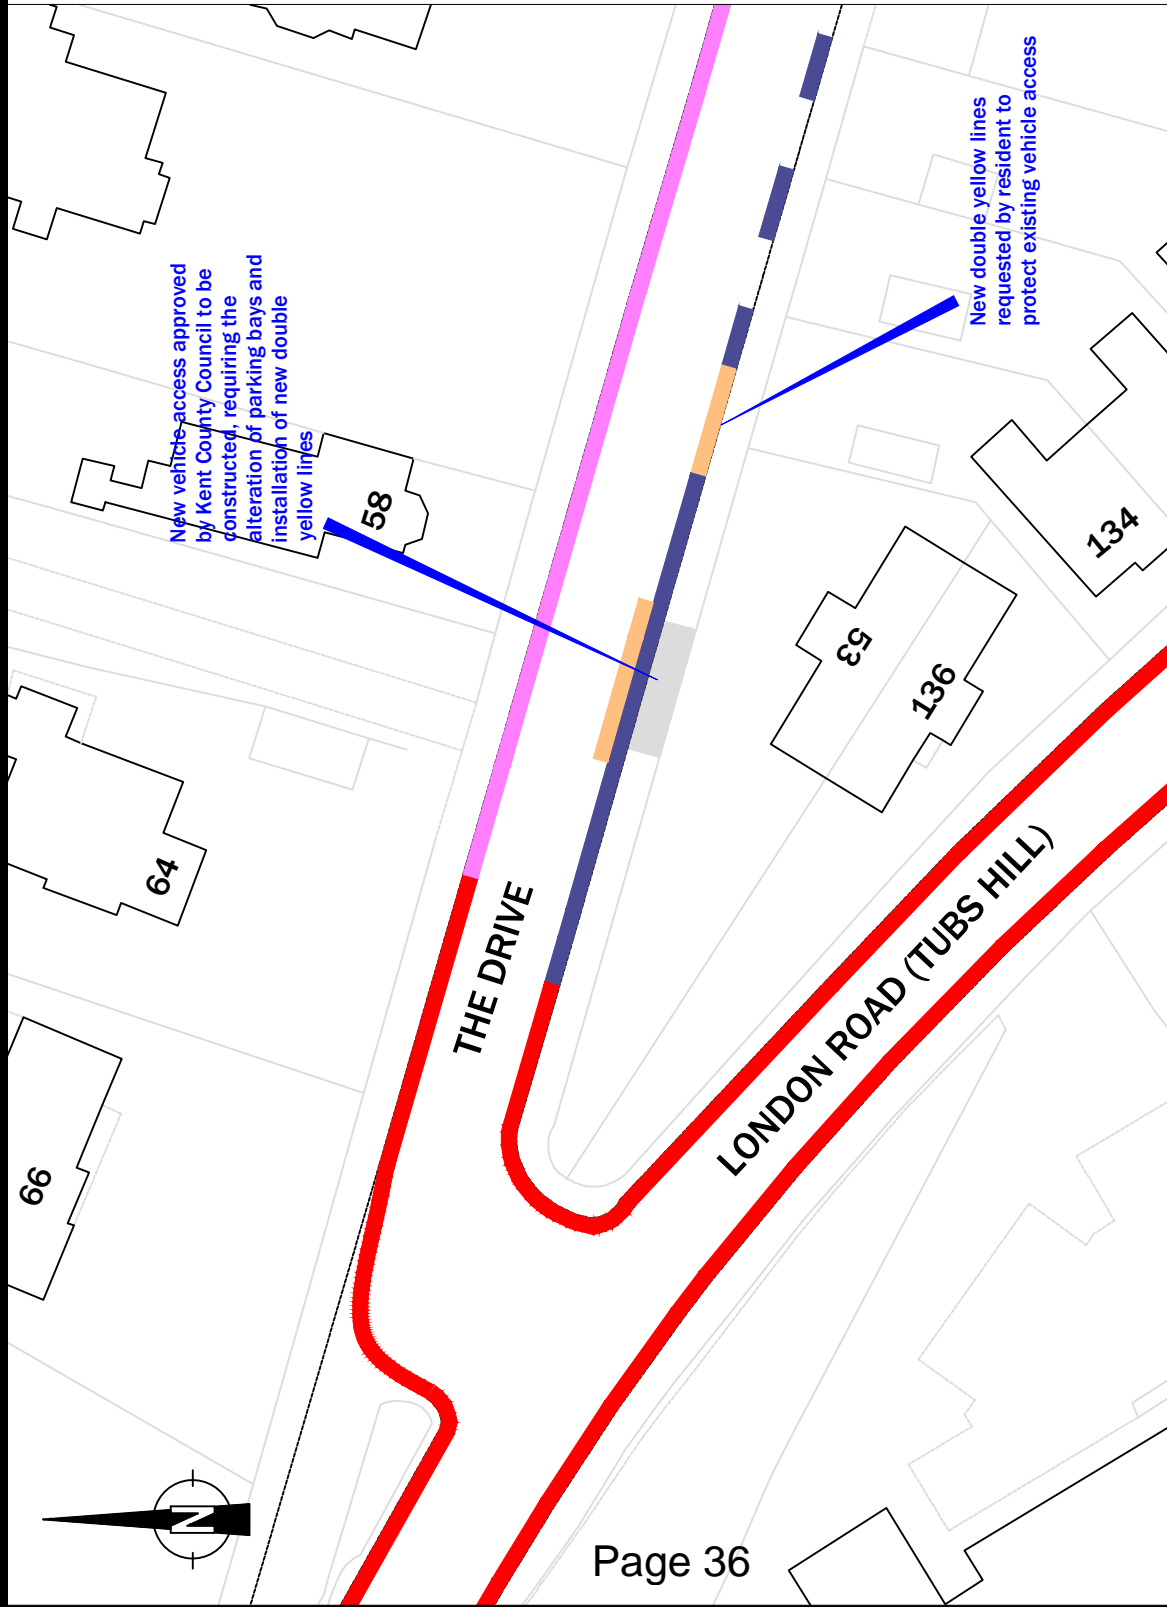 New vehicle access approved
by Kent County Council to be
constructed, requiring the
alteration of parking bays and
installation of new double
yellow lines
New double yellow lines
requested by resident to
protect existing vehicle access
58
134
53
136
64
THE DRIVE
LONDON ROAD (TUBS HILL)
66
N
Page 36